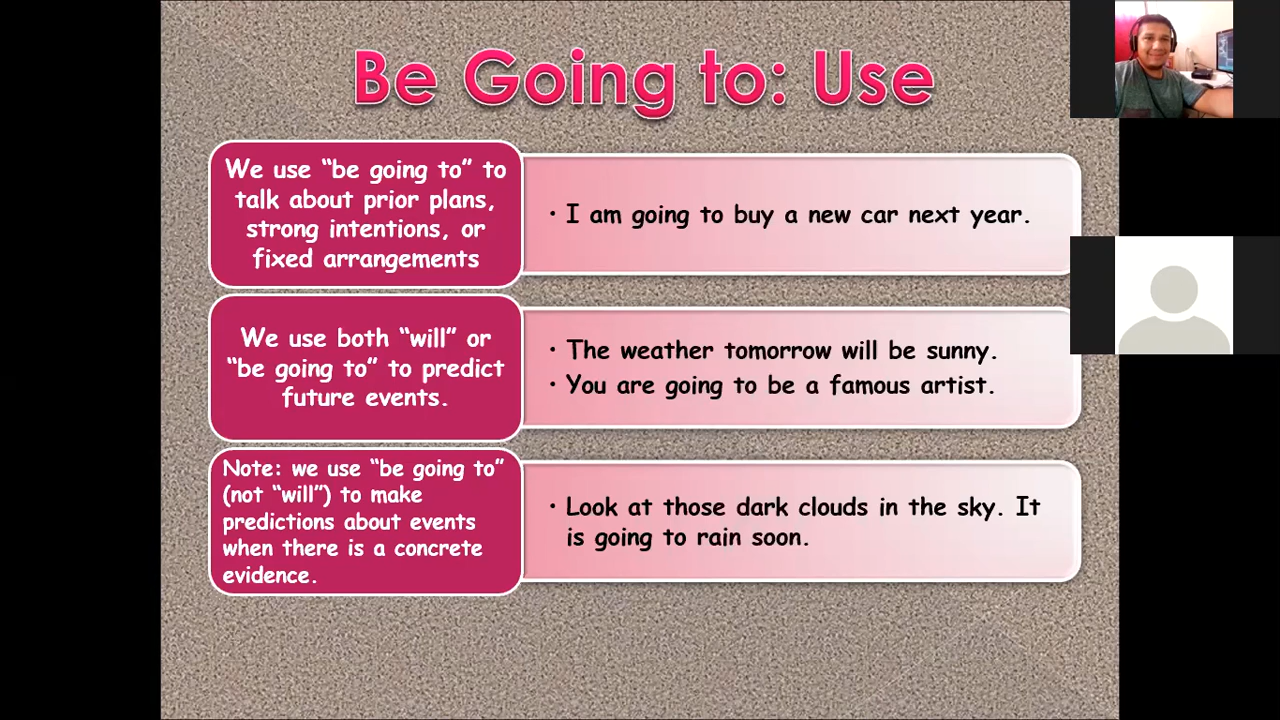 Be Going to: Use
We use “be going to” to
talk about prior plans,
strong intentions, or
fixed arrangements
• I am going to buy a new car next year.
We use both “will” or
“be going to” to predict
future events.
• The weather tomorrow will be sunny.
• You are going to be a famous artist.
Note: we use “be going to”
(not “will”) to make
predictions about events
when there is a concrete
evidence.
• Look at those dark clouds in the sky. It
is going to rain soon.